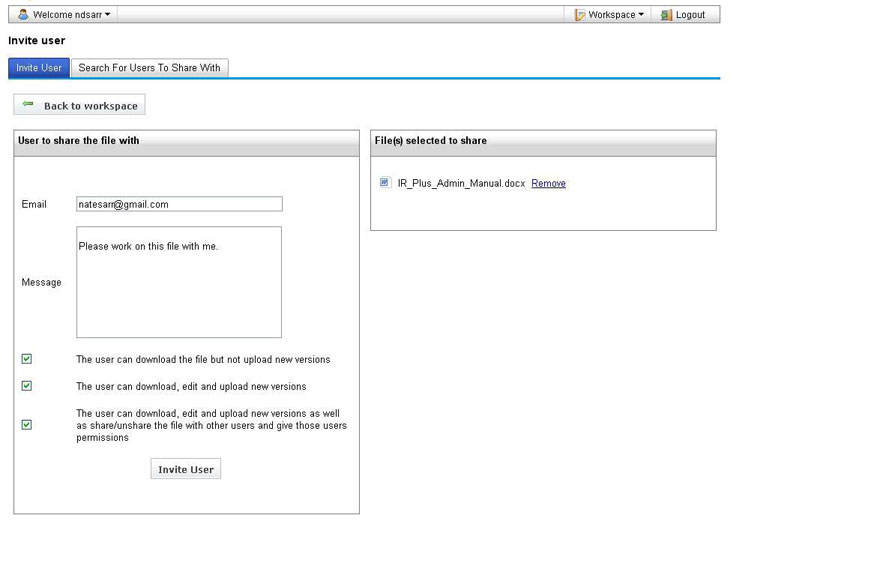 Welcome ndsarr Workspace Logout
Invite user
Invite User Search For Users To Share With
Back to workspace
User to share the file with
Email natesarr@gmail.com
Please work on this file with me.
Message
The user can download the file but not upload new versions
The user can download, edit and upload new versions
The user can download, edit and upload new versions as well
as share/unshare the file with other users and give those users
permissions
Invite User
File(s) selected to share
IR_Plus_Admin_Manual.docx Remove